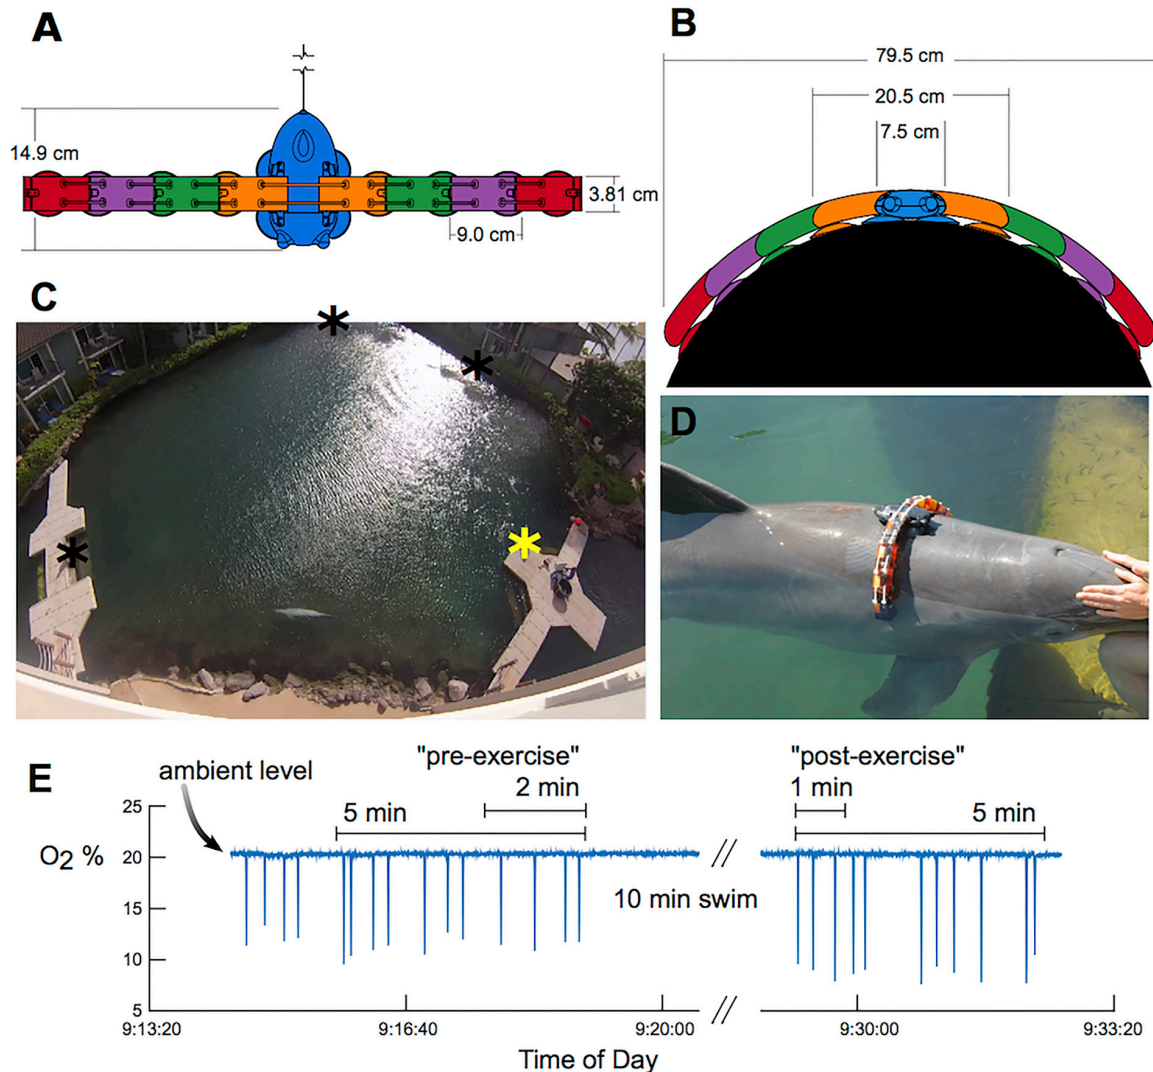 A
14.9 cm
3.81 cm
9.0 cm
B
79.5 cm
20.5 cm
7.5 cm
C
D
E
ambient level
"pre-exercise"
2 min
5 min
"post-exercise"
1 min
5 min
O2 %
25
20
15
10
5
10 min swim
9:13:20
9:16:40
9:20:00
9:30:00
9:33:20
Time of Day